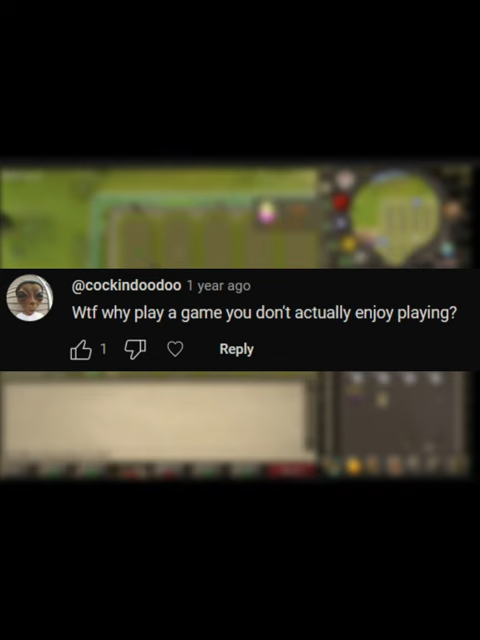 @cockindoodoo 1 year ago
Wtf why play a game you don't actually enjoy playing?
1 Reply